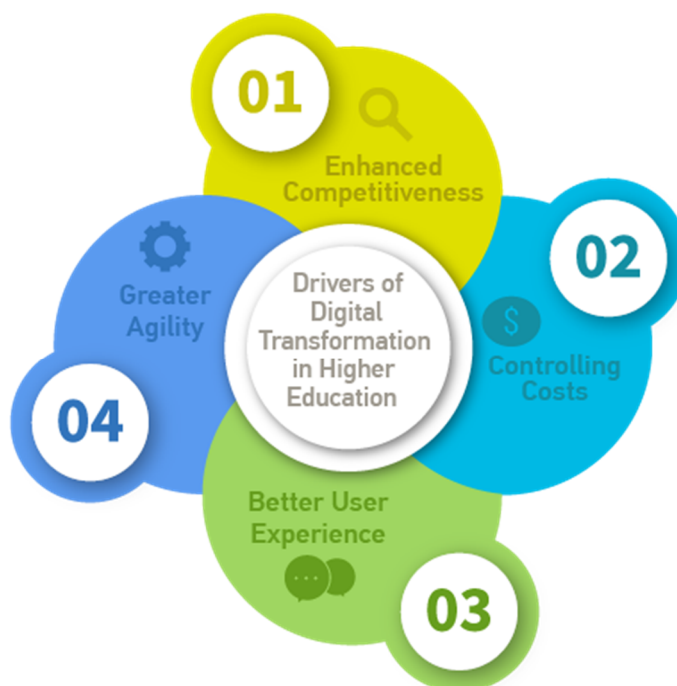 01
Enhanced
Competitiveness
02
$
Controlling
Costs
Drivers of
Digital
Transformation
in Higher
Education
Greater
Agility
04
Better User
Experience
03